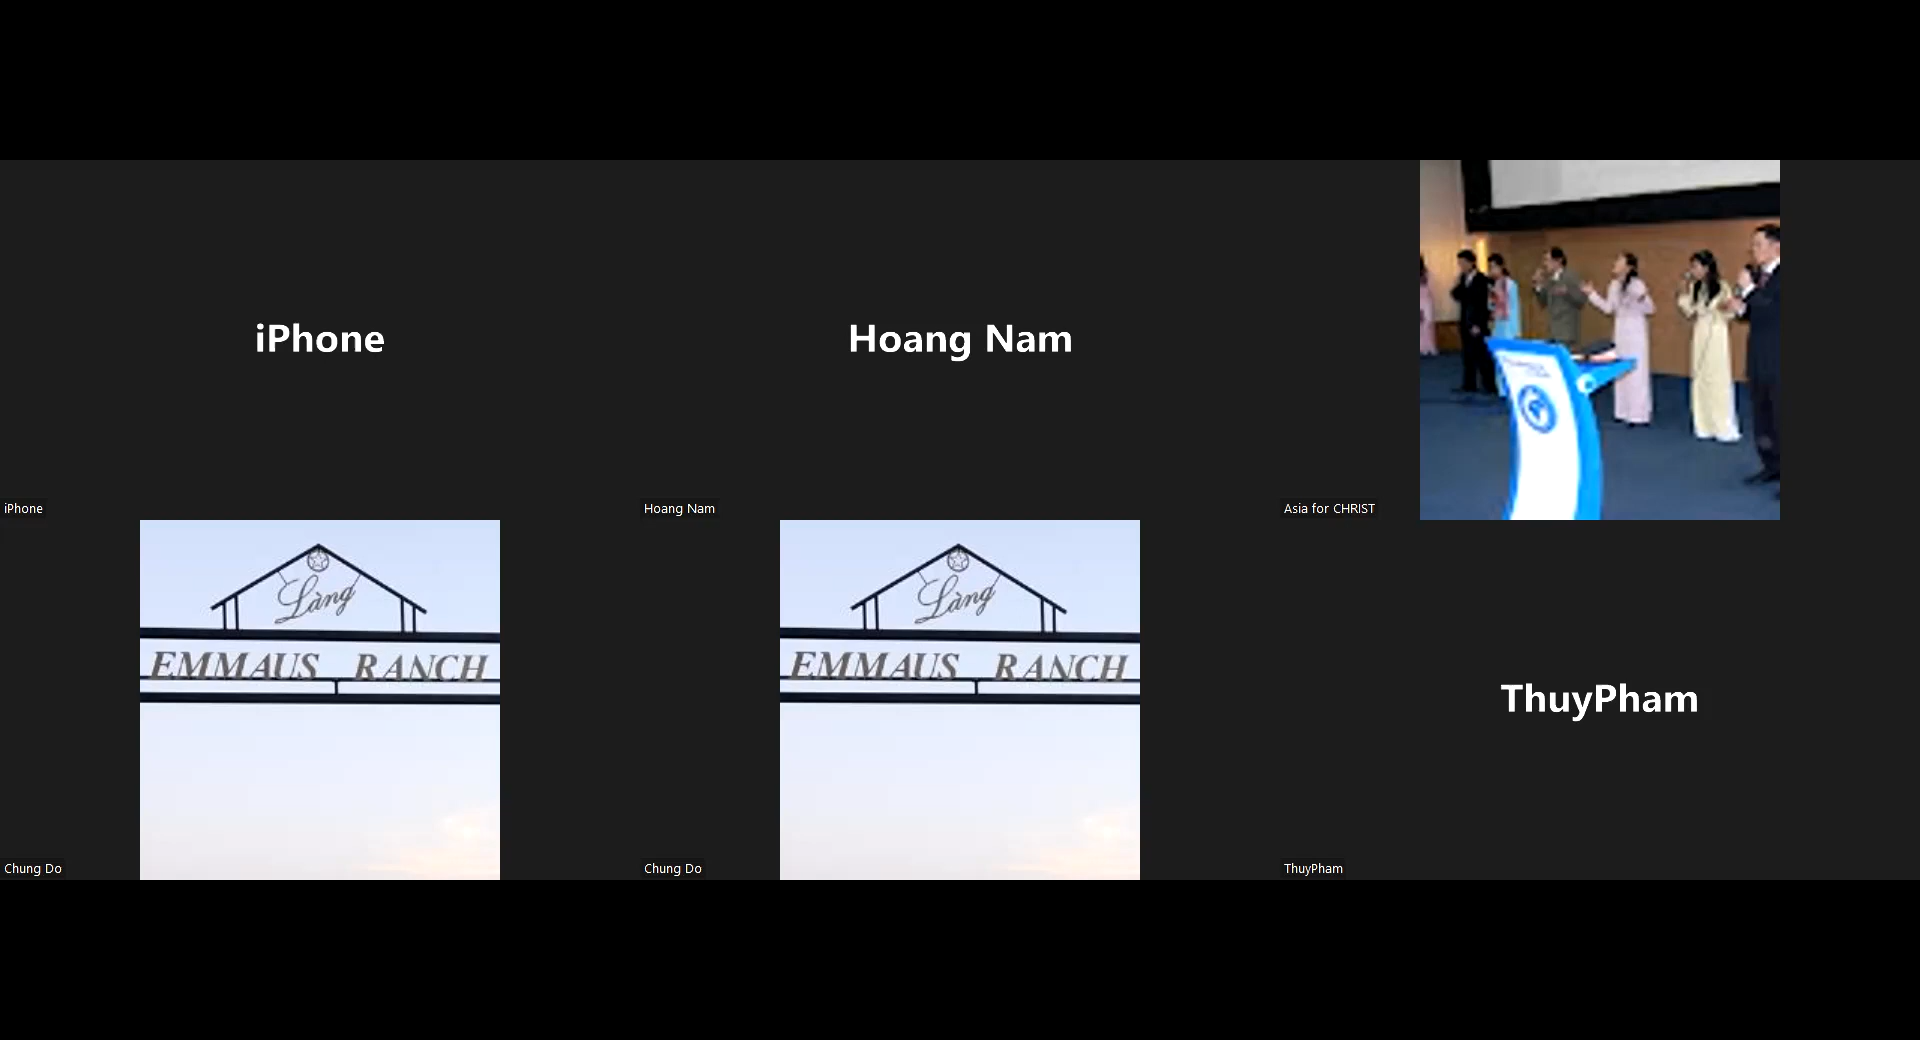 iPhone
Hoang Nam
iPhone
Hoang Nam
Asia for CHRIST
Làng
EMMAUS RANCH
Làng
EMMAUS RANCH
ThuyPham
Chung Do
Chung Do
ThuyPham